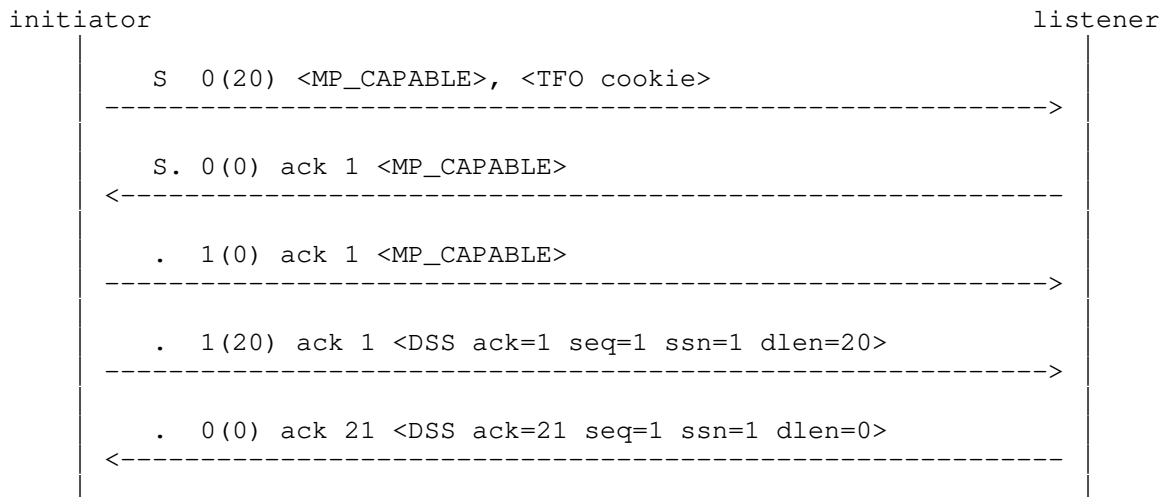 initiator listener
S 0(20) <MP_CAPABLE>, <TFO cookie>
S. 0(0) ack 1 <MP_CAPABLE>
. 1(0) ack 1 <MP_CAPABLE>
. 1(20) ack 1 <DSS ack=1 seq=1 ssn=1 dlen=20>
. 0(0) ack 21 <DSS ack=21 seq=1 ssn=1 dlen=0>